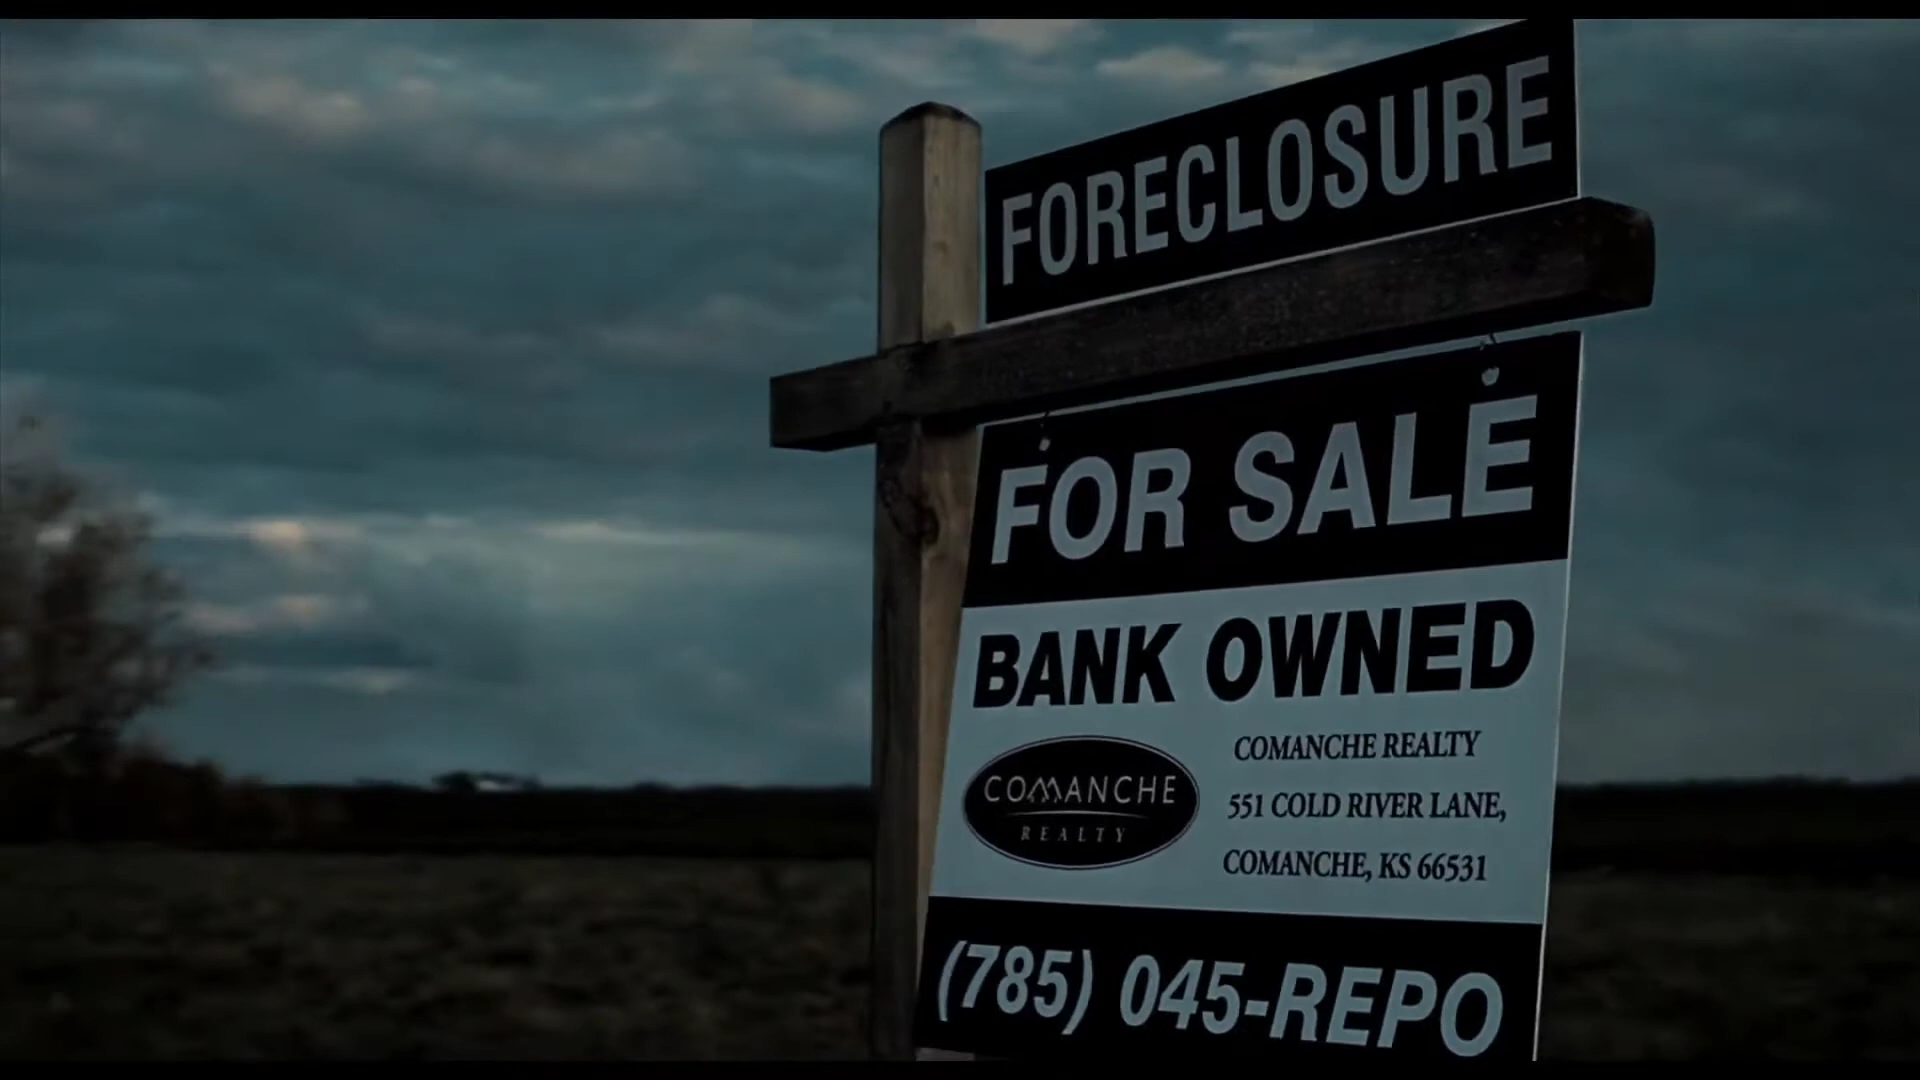 FORECLOSURE
FOR SALE
BANK OWNED
COMANCHE
REALTY
COMANCHE REALTY
551 COLD RIVER LANE,
COMANCHE, KS 66531
(785) 045-REPO